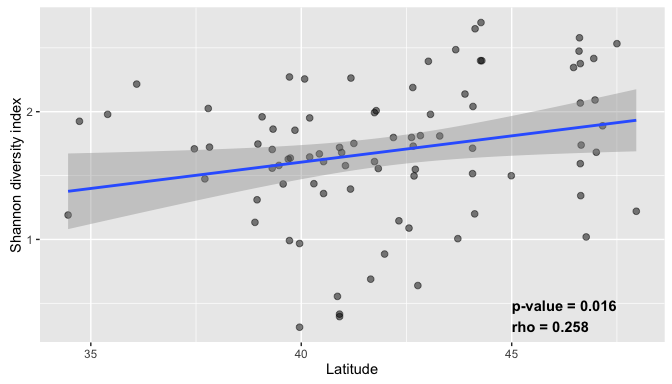 Shannon diversity index
2
1
p-value = 0.016
rho = 0.258
35
40
45
Latitude